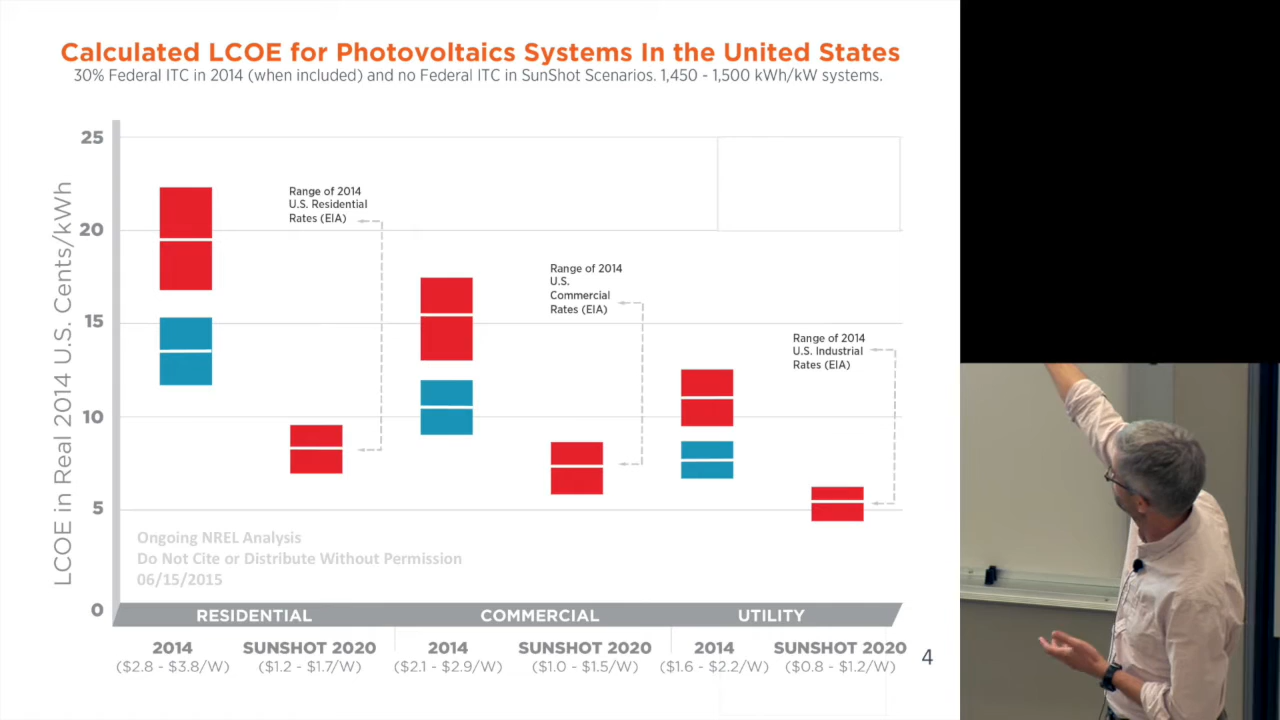 Calculated LCOE for Photovoltaics Systems In the United States
30% Federal ITC in 2014 (when included) and no Federal ITC in SunShot Scenarios. 1,450 - 1,500 kWh/kW systems.
LCOE in Real 2014 U.S. Cents/kWh
25
20
15
10
5
0
Range of 2014
U.S. Residential
Rates (EIA)
Range of 2014
U.S.
Commercial
Rates (EIA)
Range of 2014
U.S. Industrial
Rates (EIA)
Ongoing NREL Analysis
Do Not Cite or Distribute Without Permission
06/15/2015
RESIDENTIAL
COMMERCIAL
UTILITY
2014
($2.8 - $3.8/W)
SUNSHOT 2020
($1.2 - $1.7/W)
2014
($2.1 - $2.9/W)
SUNSHOT 2020
($1.0 - $1.5/W)
2014
($1.6 - $2.2/W)
SUNSHOT 2020
($0.8 - $1.2/W)
4